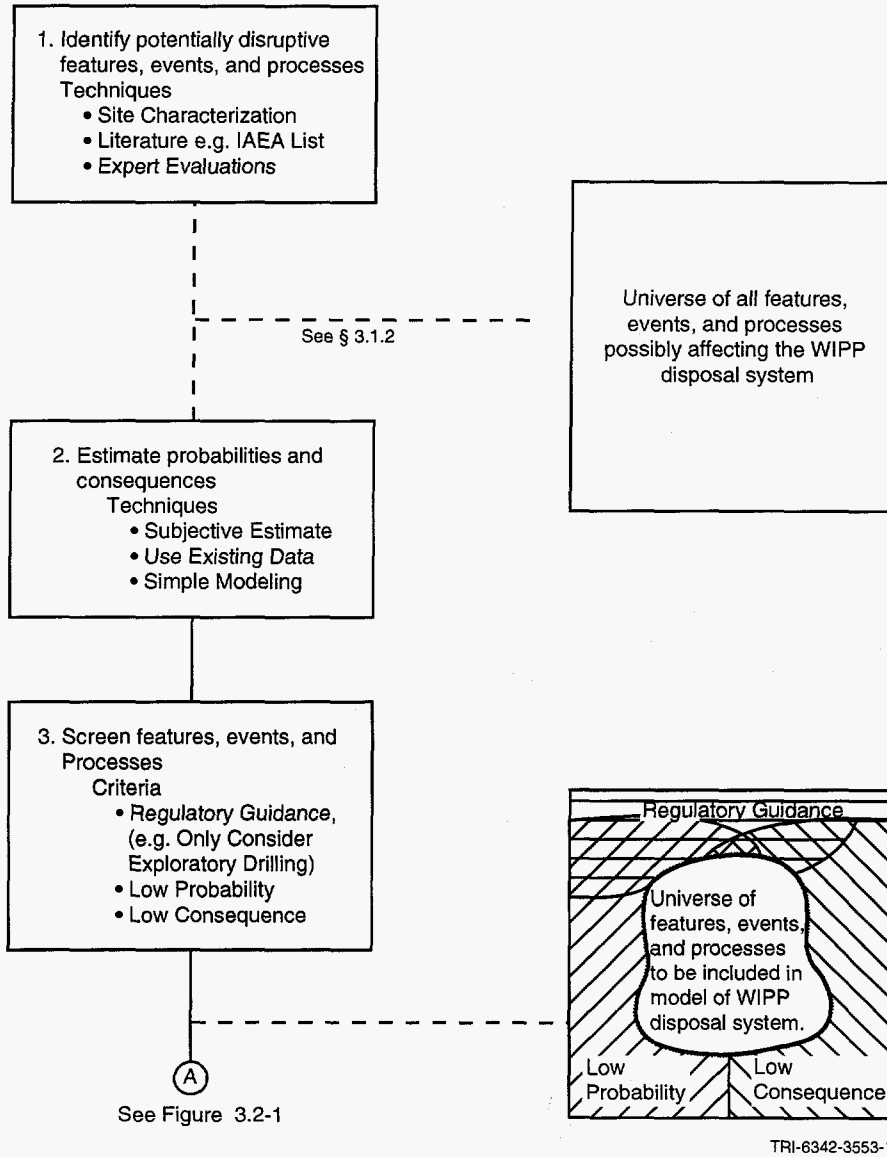 1. Identify potentially disruptive
features, events, and processes
Techniques
• Site Characterization
• Literature e.g. IAEA List
• Expert Evaluations
Universe of all features,
events, and processes
possibly affecting the WIPP
disposal system
See § 3.1.2
2. Estimate probabilities and
consequences
Techniques
• Subjective Estimate
• Use Existing Data
• Simple Modeling
3. Screen features, events, and
Processes
Criteria
• Regulatory Guidance,
(e.g. Only Consider
Exploratory Drilling)
• Low Probability
• Low Consequence
Regulatory Guidance
Universe of
features, events,
and processes
to be included in
model of WIPP
disposal system.
Low
Probability
Low
Consequence
A
See Figure 3.2-1
TRI-6342-3553-1